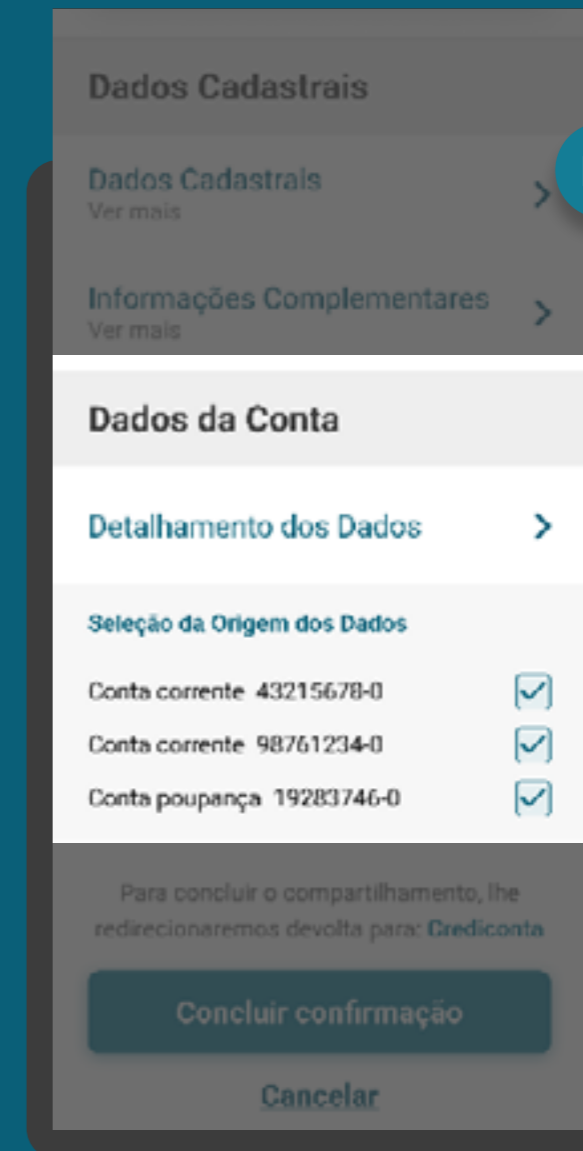 Dados Cadastrais
Dados Cadastrais
Ver mais
Informações Complementares
Ver mais
Dados da Conta
Detalhamento dos Dados
Seleção da Origem dos Dados
Conta corrente 43215678-0
Conta corrente 98761234-0
Conta poupança 19283746-0
Para concluir o compartilhamento, lhe
redirecionaremos devolta para: Crediconta
Concluir confirmação
Cancelar